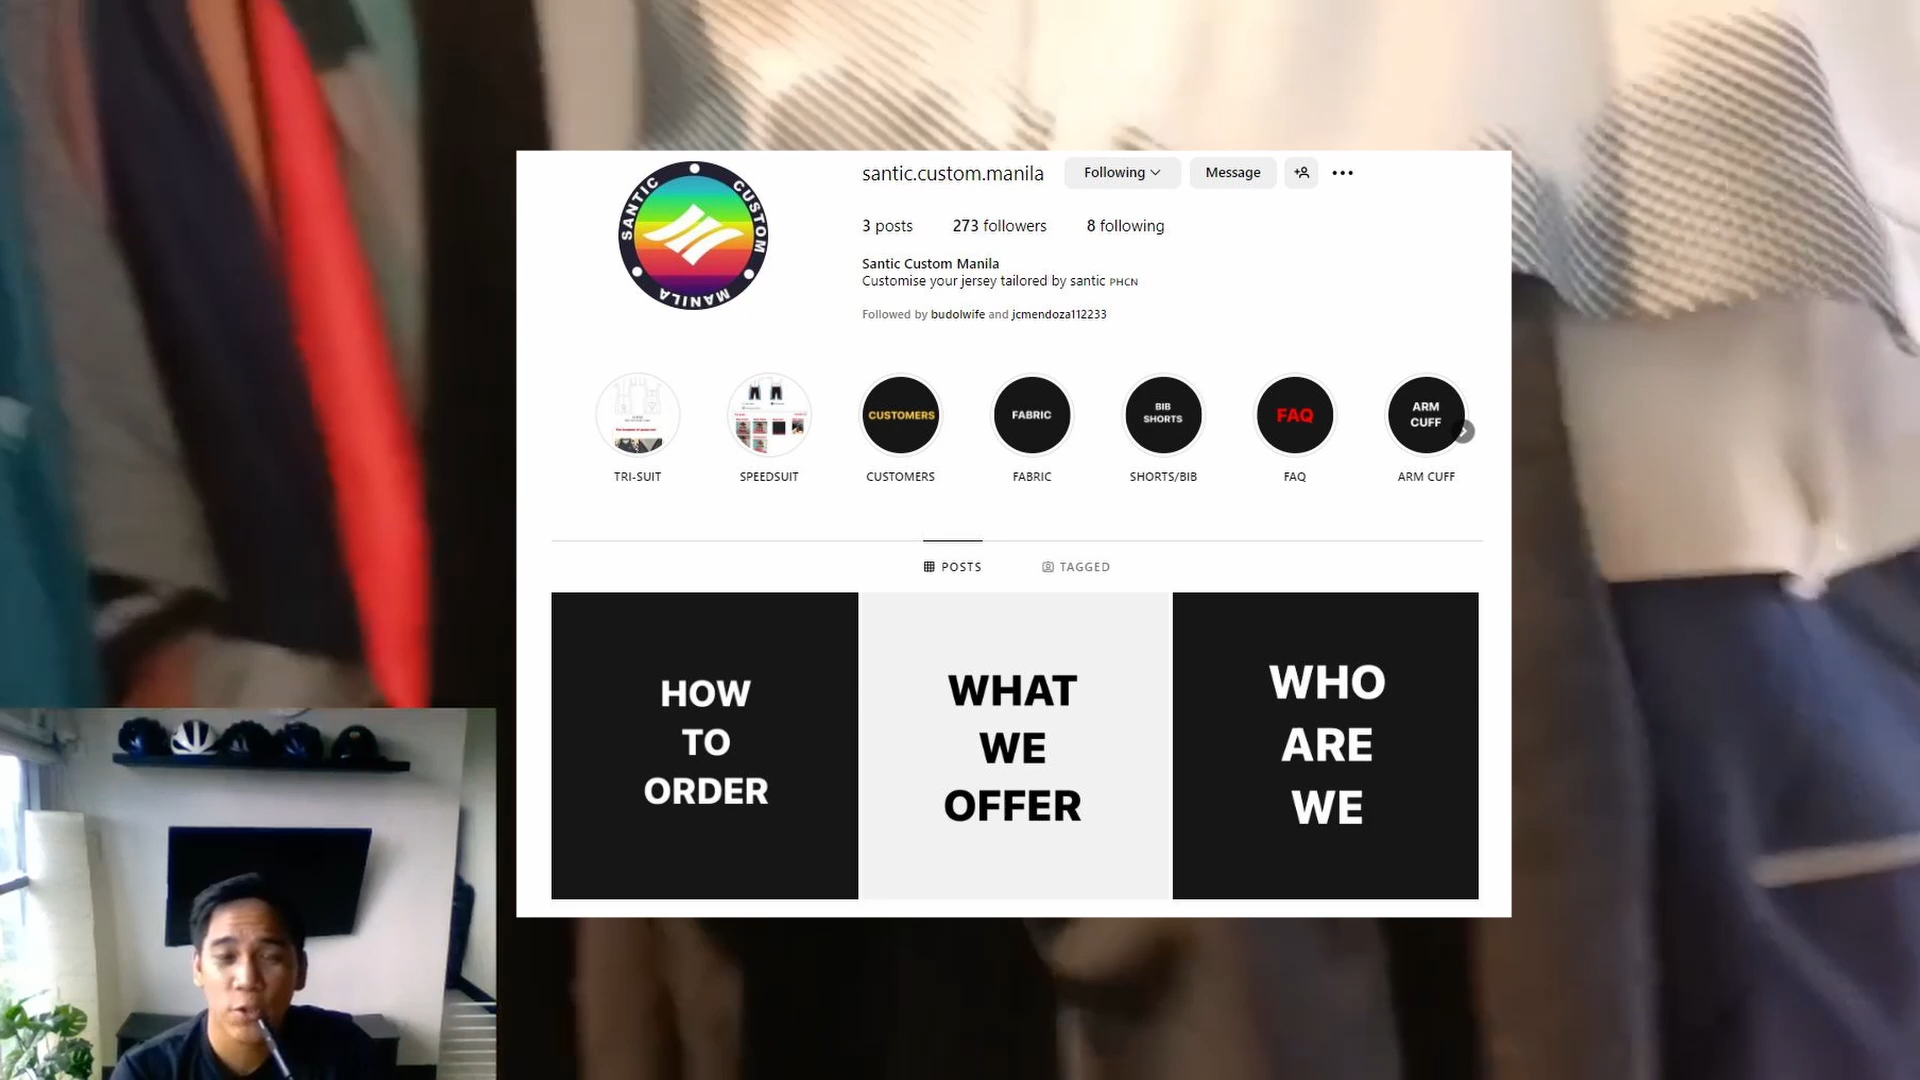 SANTIC CUSTOM MANILA
santic.custom.manila
Following
Message
3 posts
273 followers
8 following
Santic Custom Manila
Customise your jersey tailored by santic PHCN
Followed by budolwife and jcmendoza112233
CUSTOMERS
FABRIC
BIB
SHORTS
FAQ
ARM
CUFF
TRI-SUIT
SPEEDSUIT
CUSTOMERS
FABRIC
SHORTS/BIB
FAQ
ARM CUFF
POSTS
TAGGED
HOW
TO
ORDER
WHAT
WE
OFFER
WHO
ARE
WE